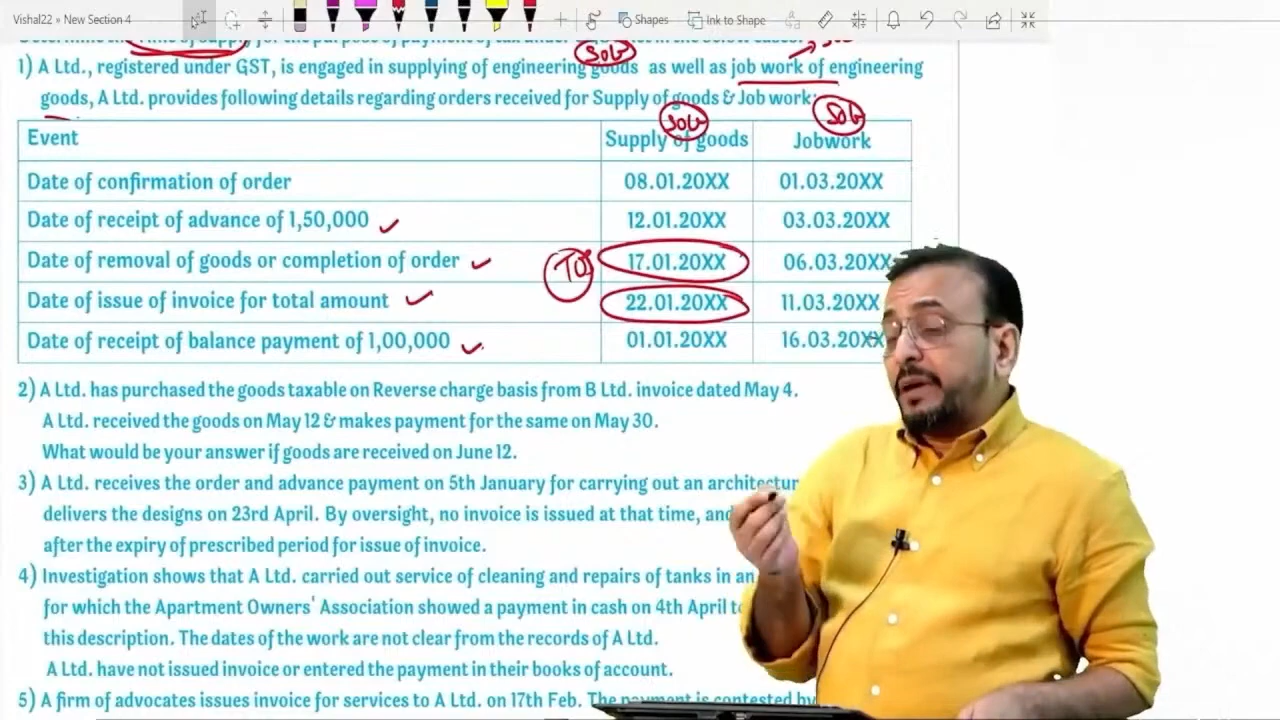 Vishal22 » New Section 4
Shapes
Ink to Shape
SOG
1) A Ltd., registered under GST, is engaged in supplying of engineering goods as well as job work of engineering
goods, A Ltd. provides following details regarding orders received for Supply of goods & Job work:
SOG SOS
Event Supply of goods Jobwork
Date of confirmation of order 08.01.20XX 01.03.20XX
Date of receipt of advance of 1,50,000 12.01.20XX 03.03.20XX
Date of removal of goods or completion of order TOS 17.01.20XX 06.03.20XX
Date of issue of invoice for total amount 22.01.20XX 11.03.20XX
Date of receipt of balance payment of 1,00,000 01.01.20XX 16.03.20XX
2) A Ltd. has purchased the goods taxable on Reverse charge basis from B Ltd. invoice dated May 4.
A Ltd. received the goods on May 12 & makes payment for the same on May 30.
What would be your answer if goods are received on June 12.
3) A Ltd. receives the order and advance payment on 5th January for carrying out an architectur
delivers the designs on 23rd April. By oversight, no invoice is issued at that time, and
after the expiry of prescribed period for issue of invoice.
4) Investigation shows that A Ltd. carried out service of cleaning and repairs of tanks in an
for which the Apartment Owners' Association showed a payment in cash on 4th April to
this description. The dates of the work are not clear from the records of A Ltd.
A Ltd. have not issued invoice or entered the payment in their books of account.
5) A firn of advocates issues invoice for services to A Ltd. on 17th Feb. The payment is contested by